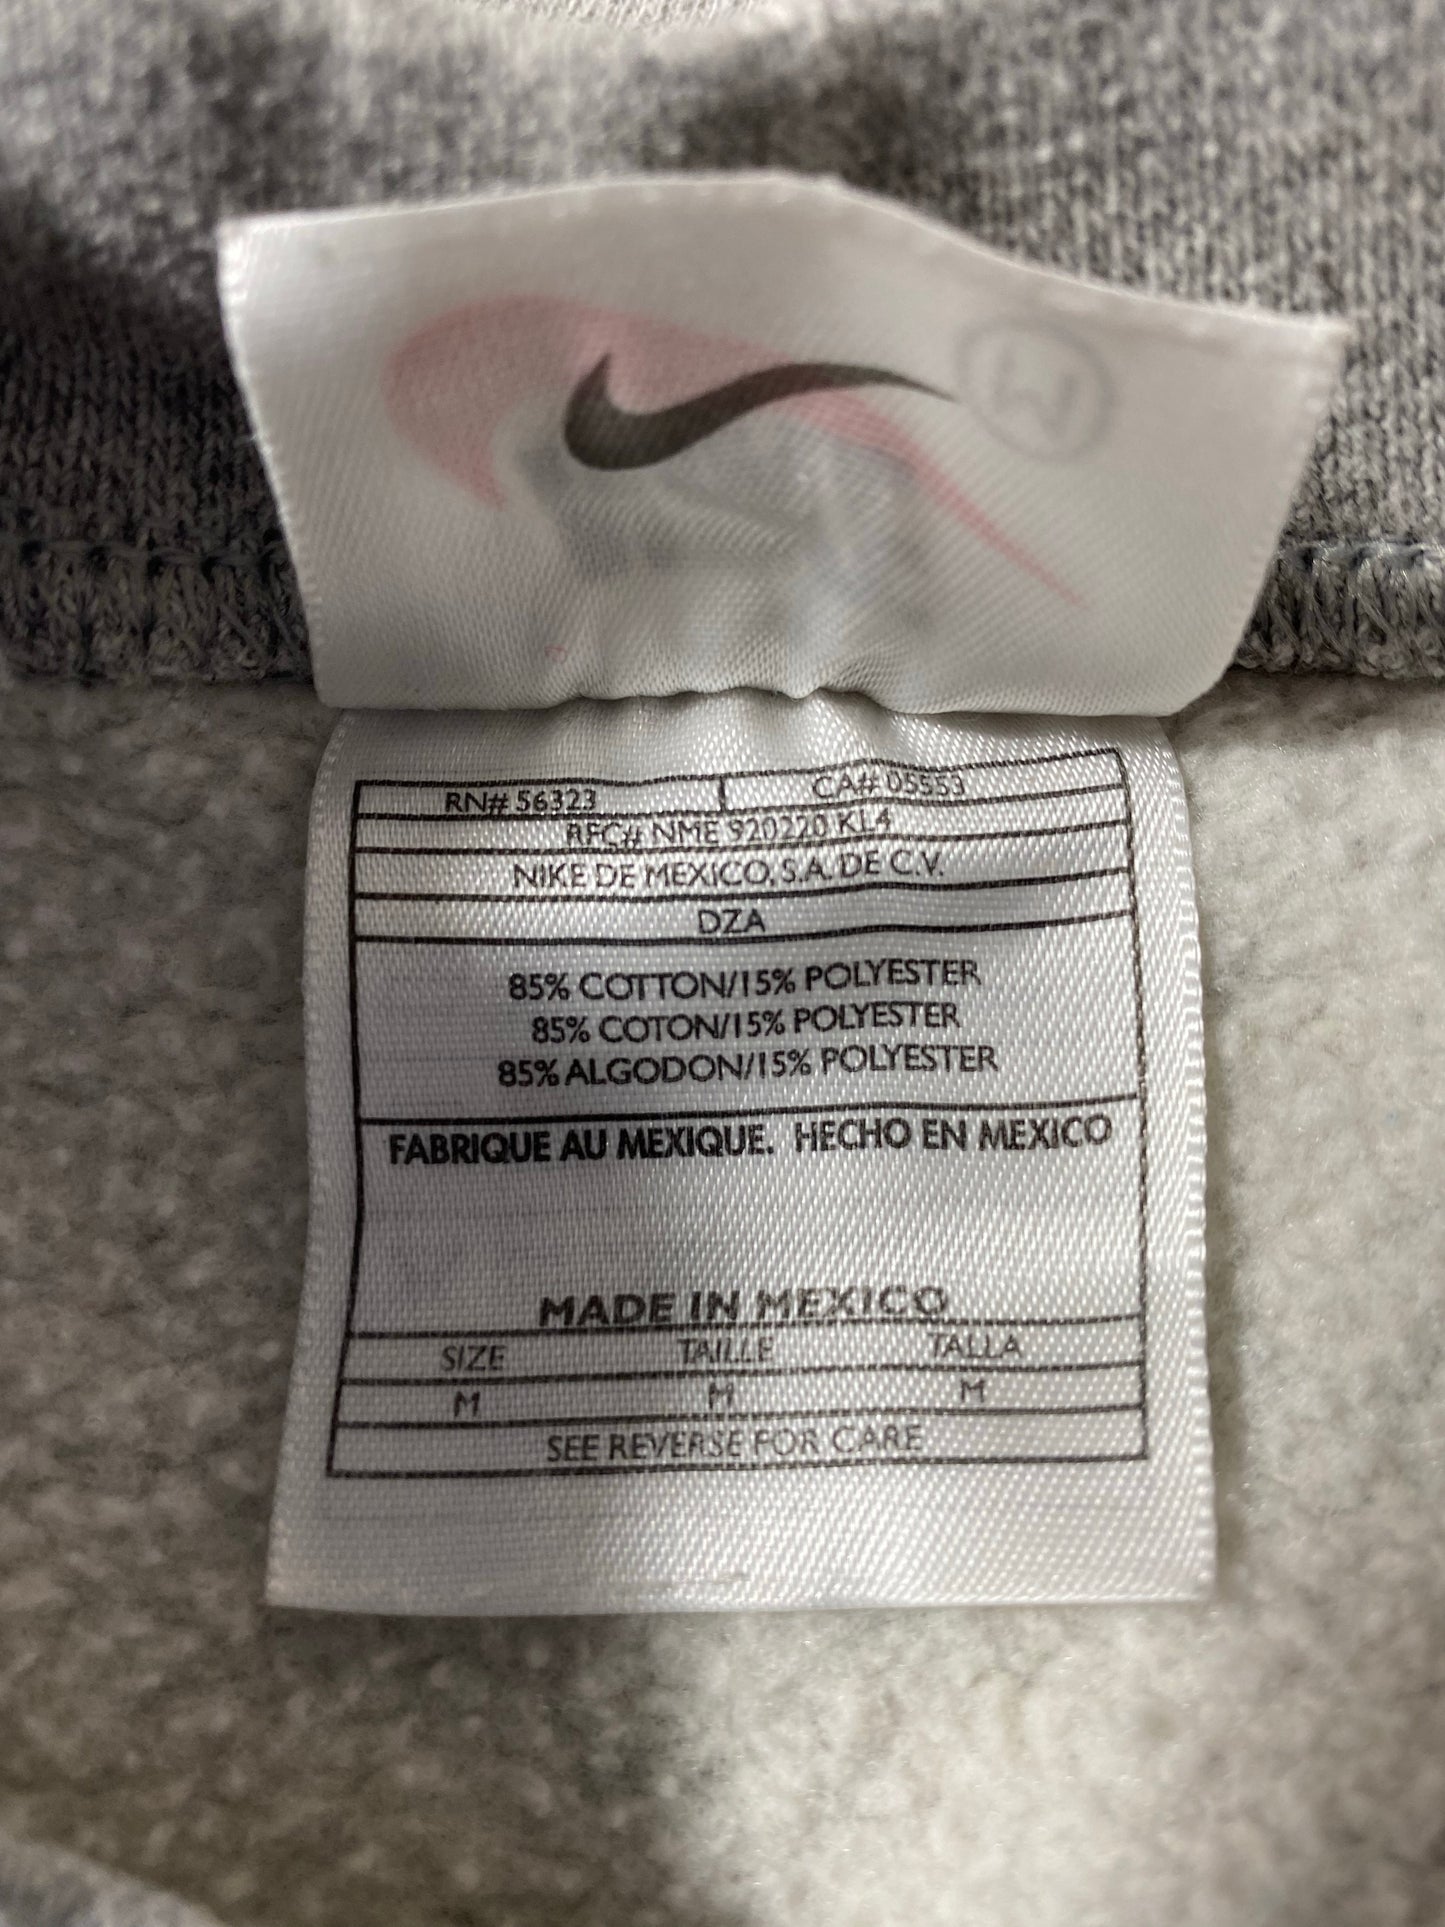 RN# 56323 CA# 05553
RFC# NME 920220 KL4
NIKE DE MEXICO, S.A. DE C.V.
DZA
85% COTTON/15% POLYESTER
85% COTON/15% POLYESTER
85% ALGODON/15% POLYESTER
FABRIQUE AU MEXIQUE. HECHO EN MEXICO
MADE IN MEXICO
SIZE TAILLE TALLA
M M M
SEE REVERSE FOR CARE